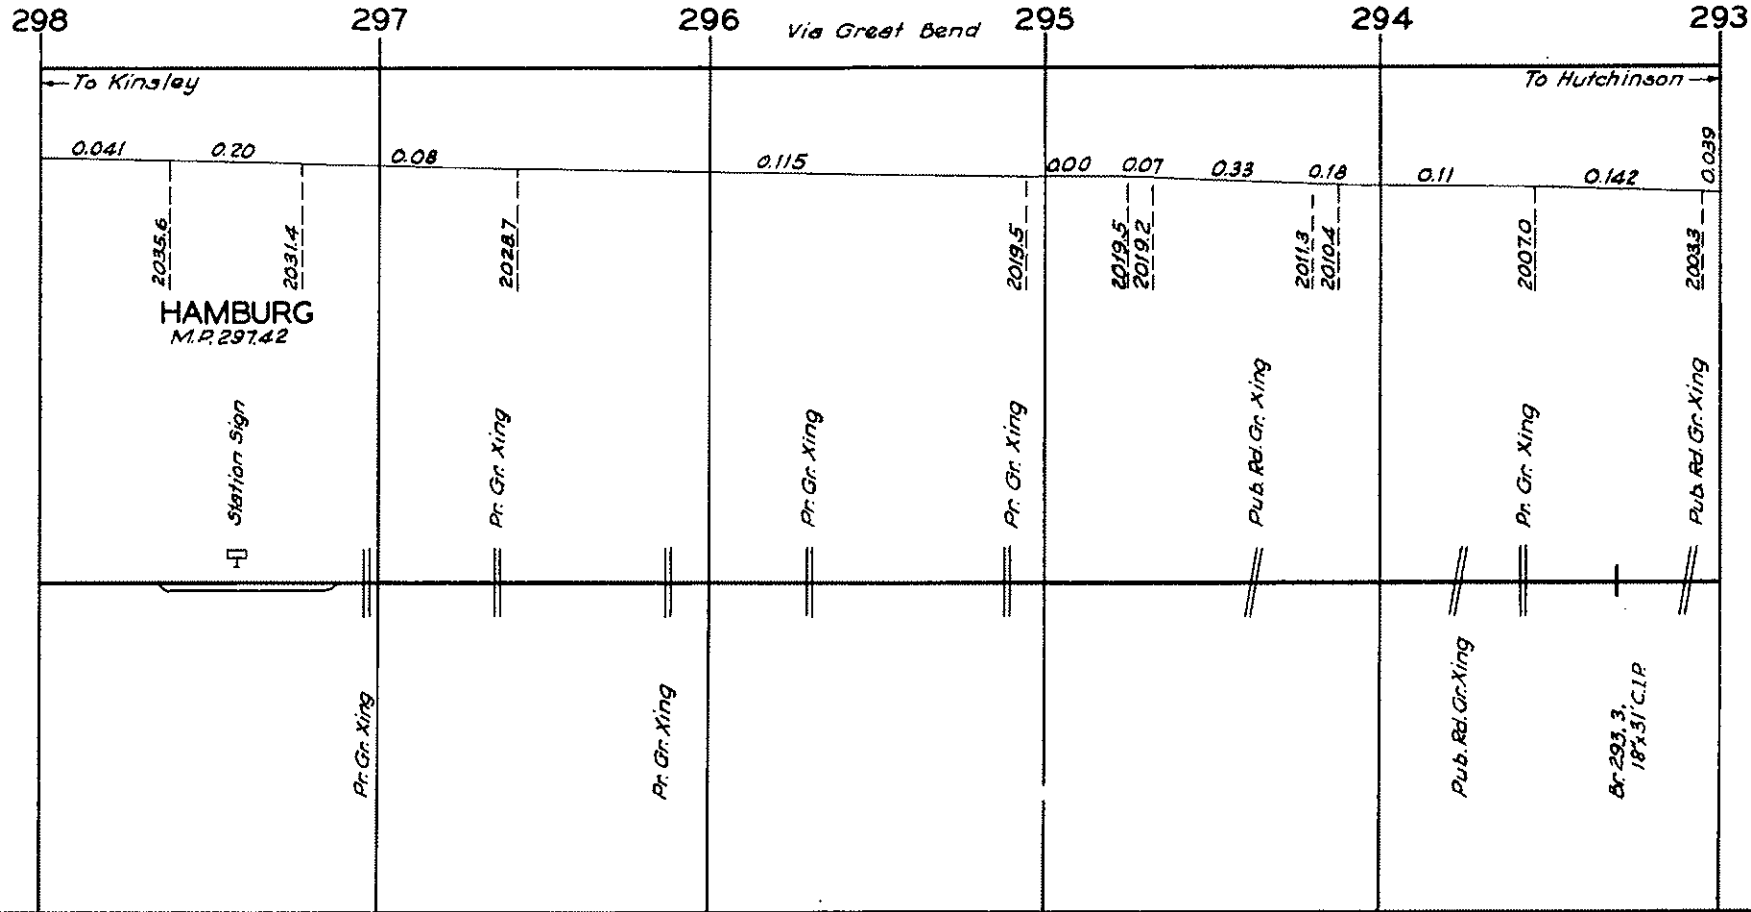 298 297 296 295 294 293
Via Great Bend
To Kinsley
To Hutchinson
0.041 0.20 0.08 0.115 0.00 0.07 0.33 0.18 0.11 0.142 0.039
2035.6
2031.4
2028.7
2019.5
2019.5
2019.2
2011.3
2010.4
2007.0
2003.3
HAMBURG
M.P. 297.42
Station Sign
Pr. Gr. Xing
Pr. Gr. Xing
Pr. Gr. Xing
Pub. Rd. Gr. Xing
Pr. Gr. Xing
Pub. Rd. Gr. Xing
Pr. Gr. Xing
Pr. Gr. Xing
Pub. Rd. Gr. Xing
Br. 293.3,
18"x31' C.I.P.